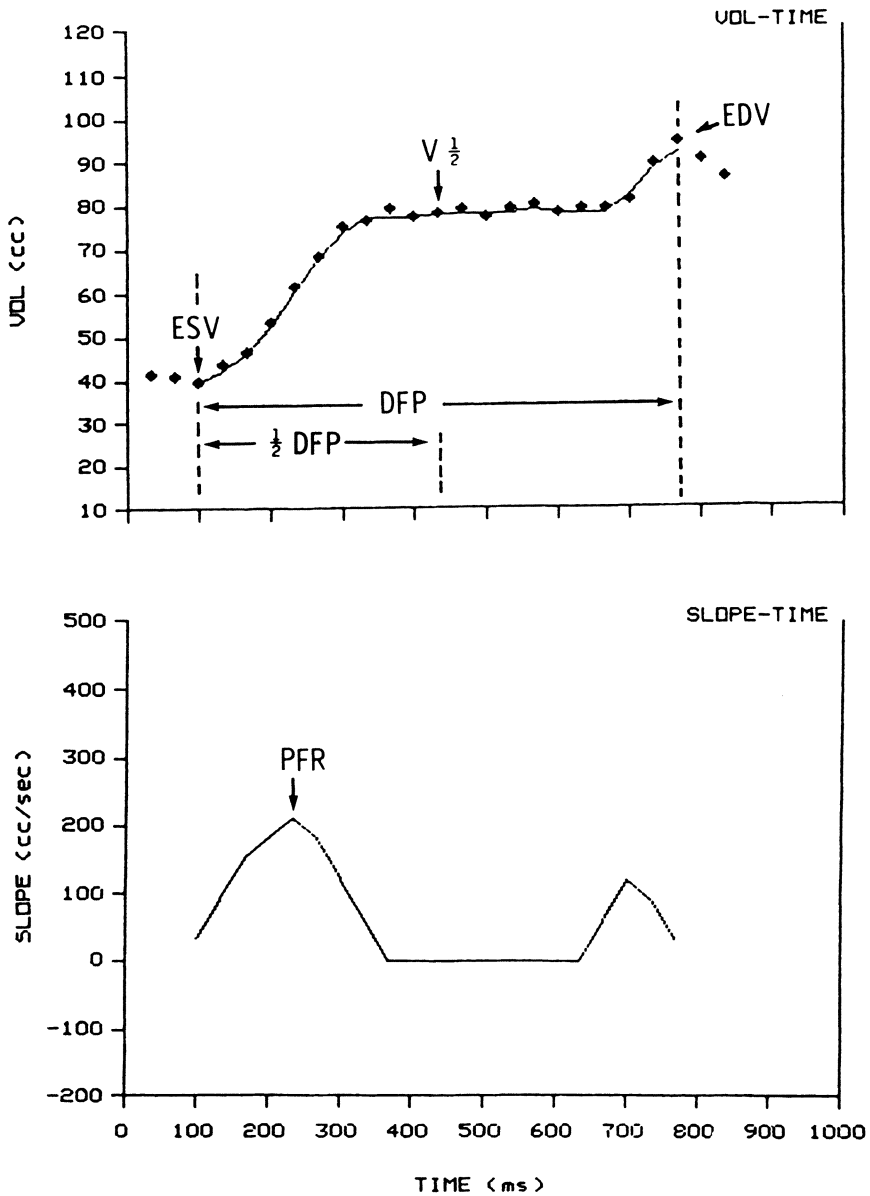 VOL-TIME
120
110
100
90
80
70
60
50
40
30
20
10
VOL (cc)
EDV
V ½
ESV
DFP
½ DFP
SLOPE-TIME
500
400
300
200
100
0
-100
-200
SLOPE (cc/sec)
PFR
0 100 200 300 400 500 600 700 800 900 1000
TIME (ms)